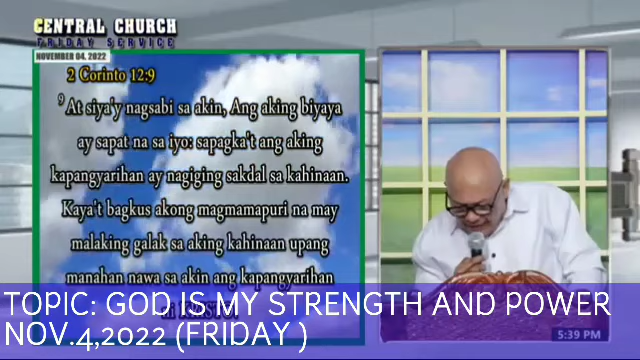 CENTRAL CHURCH
FRIDAY SERVICE
NOVEMBER 04, 2022
2 Corinto 12:9
9 At siya'y nagsabi sa akin, Ang aking biyaya
ay sapat na sa iyo: sapagka't ang aking
kapangyarihan ay nagiging sakdal sa kahinaan.
Kaya't bagkus akong magmamapuri na may
malaking galak sa aking kahinaan upang
manahan nawa sa akin ang kapangyarihan
TOPIC: GOD IS MY STRENGTH AND POWER
NOV.4,2022 (FRIDAY )
5:39 PM